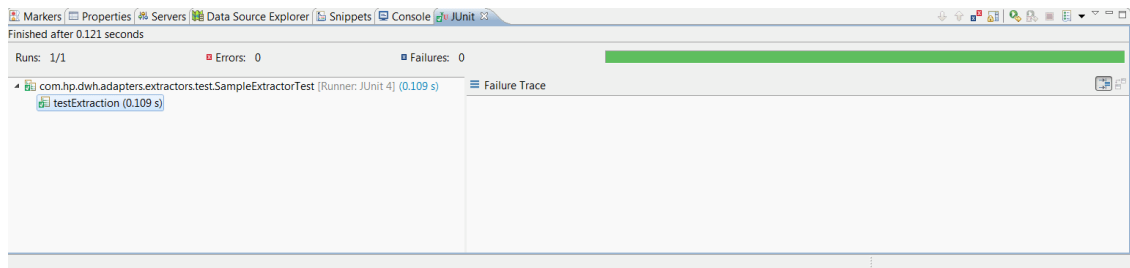 Markers Properties Servers Data Source Explorer Snippets Console JUnit
Finished after 0.121 seconds
Runs: 1/1 Errors: 0 Failures: 0
com.hp.dwh.adapters.extractors.test.SampleExtractorTest [Runner: JUnit 4] (0.109 s)
Failure Trace
testExtraction (0.109 s)